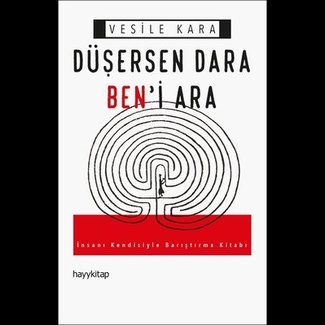 VESİLE KARA
DÜŞERSEN DARA
BEN'İ ARA
İnsanı Kendisiyle Barıştırma Kitabı
hayykitap